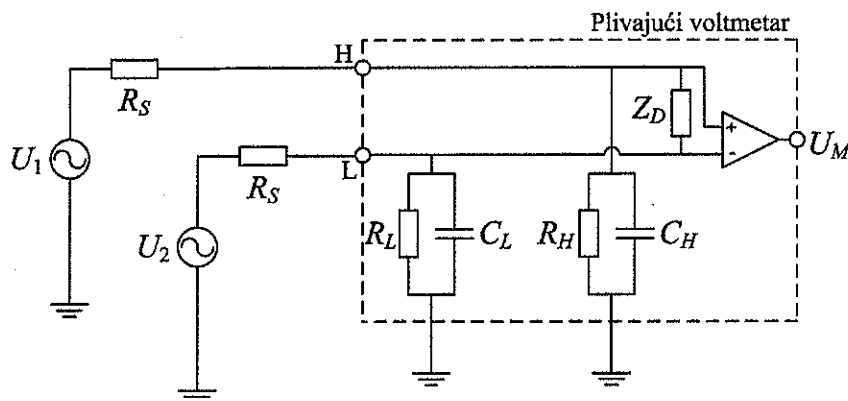 Plivajući voltmetar
H
R_S
Z_D
+
-
U_M
U_1
R_S
L
U_2
R_L
C_L
R_H
C_H